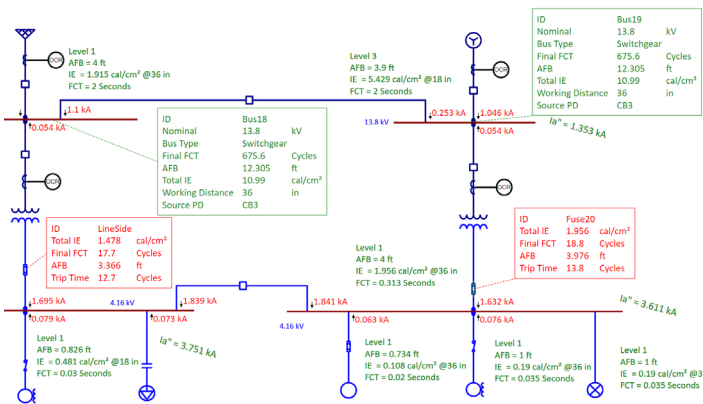 Level 1
AFB = 4 ft
IE = 1.915 cal/cm² @36 in
FCT = 2 Seconds
OCR
Level 3
AFB = 3.9 ft
IE = 5.429 cal/cm² @18 in
FCT = 2 Seconds
OCR
ID Bus19
Nominal 13.8 kV
Bus Type Switchgear
Final FCT 675.6 Cycles
AFB 12.305 ft
Total IE 10.99 cal/cm²
Working Distance 36 in
Source PD CB3
1.1 kA
0.054 kA
0.253 kA
1.046 kA
13.8 kV
0.054 kA
Ia" = 1.353 kA
ID Bus18
Nominal 13.8 kV
Bus Type Switchgear
Final FCT 675.6 Cycles
AFB 12.305 ft
Total IE 10.99 cal/cm²
Working Distance 36 in
Source PD CB3
OCR
OCR
ID LineSide
Total IE 1.478 cal/cm²
Final FCT 17.7 Cycles
AFB 3.366 ft
Trip Time 12.7 Cycles
ID Fuse20
Total IE 1.956 cal/cm²
Final FCT 18.8 Cycles
AFB 3.976 ft
Trip Time 13.8 Cycles
Level 1
AFB = 4 ft
IE = 1.956 cal/cm² @36 in
FCT = 0.313 Seconds
1.695 kA
4.16 kV
1.839 kA
0.079 kA
0.073 kA
Ia" = 3.751 kA
1.841 kA
1.632 kA
4.16 kV
0.063 kA
0.076 kA
Ia" = 3.611 kA
Level 1
AFB = 0.826 ft
IE = 0.481 cal/cm² @18 in
FCT = 0.03 Seconds
Level 1
AFB = 0.734 ft
IE = 0.108 cal/cm² @36 in
FCT = 0.02 Seconds
Level 1
AFB = 1 ft
IE = 0.19 cal/cm² @36 in
FCT = 0.035 Seconds
Level 1
AFB = 1 ft
IE = 0.19 cal/cm² @3
FCT = 0.035 Seconds